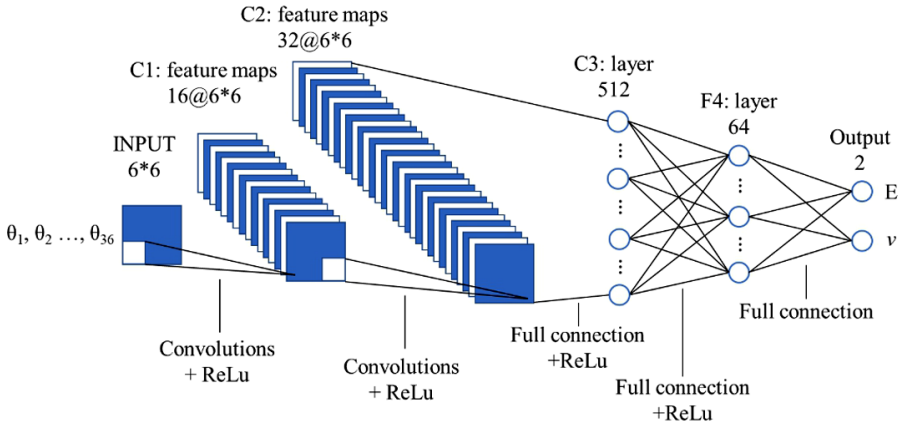 C2: feature maps
32@6*6
C1: feature maps
16@6*6
INPUT
6*6
θ₁, θ₂ …, θ₃₆
C3: layer
512
F4: layer
64
Output
2
E
v
Convolutions
+ ReLu
Convolutions
+ ReLu
Full connection
+ReLu
Full connection
+ReLu
Full connection